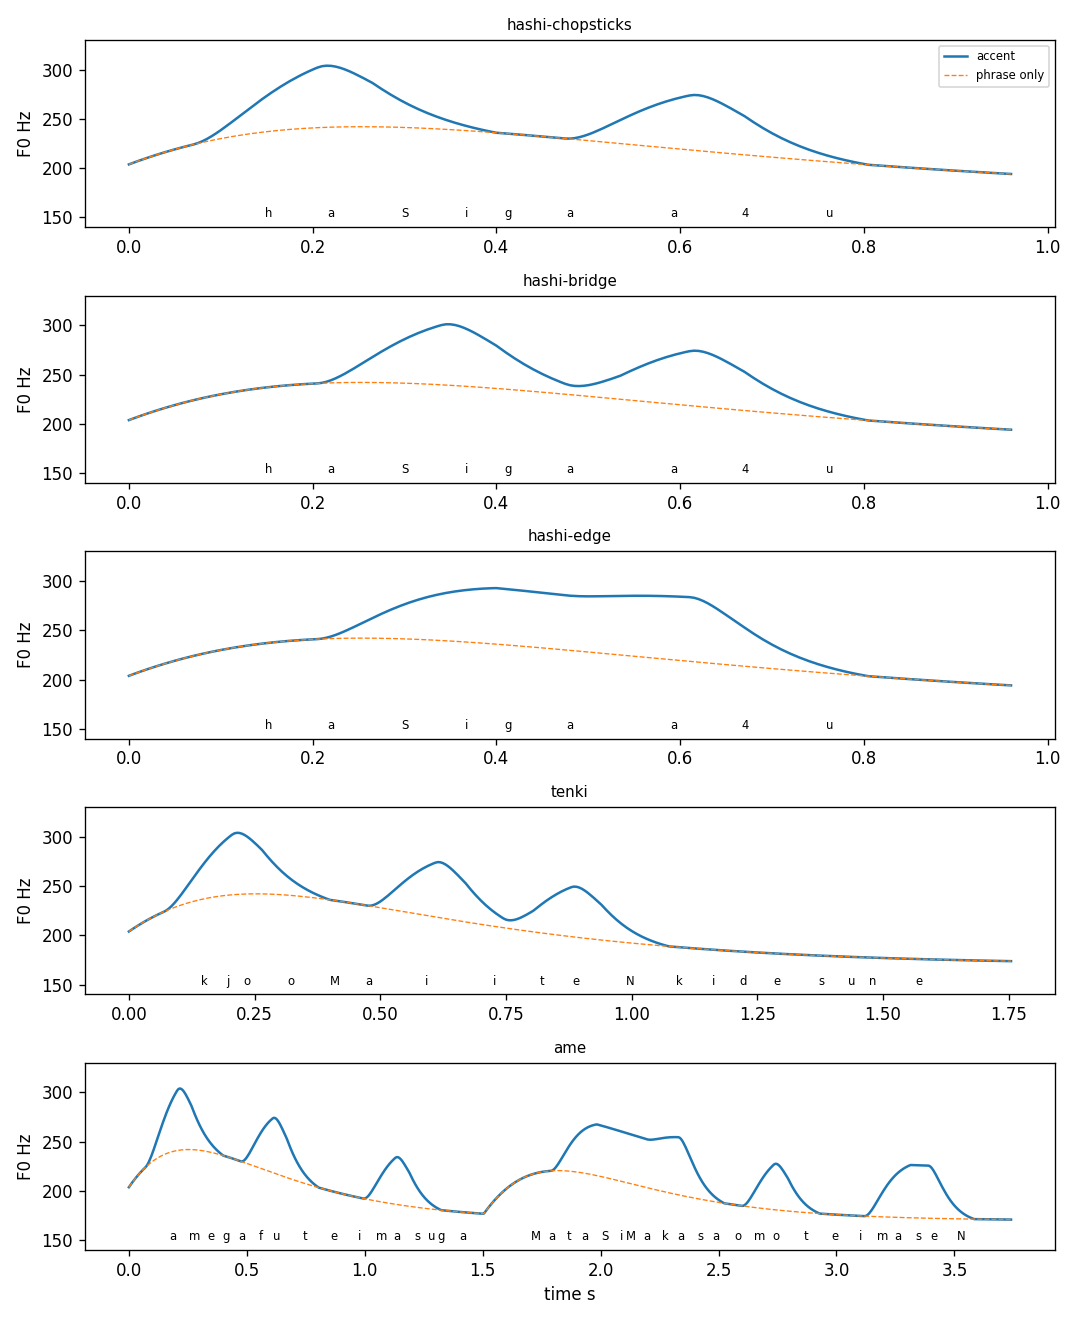 hashi-chopsticks
F0 Hz
300
250
200
150
accent
phrase only
h a S i g a a 4 u
0.0 0.2 0.4 0.6 0.8 1.0
hashi-bridge
F0 Hz
300
250
200
150
h a S i g a a 4 u
0.0 0.2 0.4 0.6 0.8 1.0
hashi-edge
F0 Hz
300
250
200
150
h a S i g a a 4 u
0.0 0.2 0.4 0.6 0.8 1.0
tenki
F0 Hz
300
250
200
150
k j o o M a i i t e N k i d e s u n e
0.00 0.25 0.50 0.75 1.00 1.25 1.50 1.75
ame
F0 Hz
300
250
200
150
a m e g a f u t e i m a s u g a M a t a S i M a k a s a o m o t e i m a s e N
0.0 0.5 1.0 1.5 2.0 2.5 3.0 3.5
time s